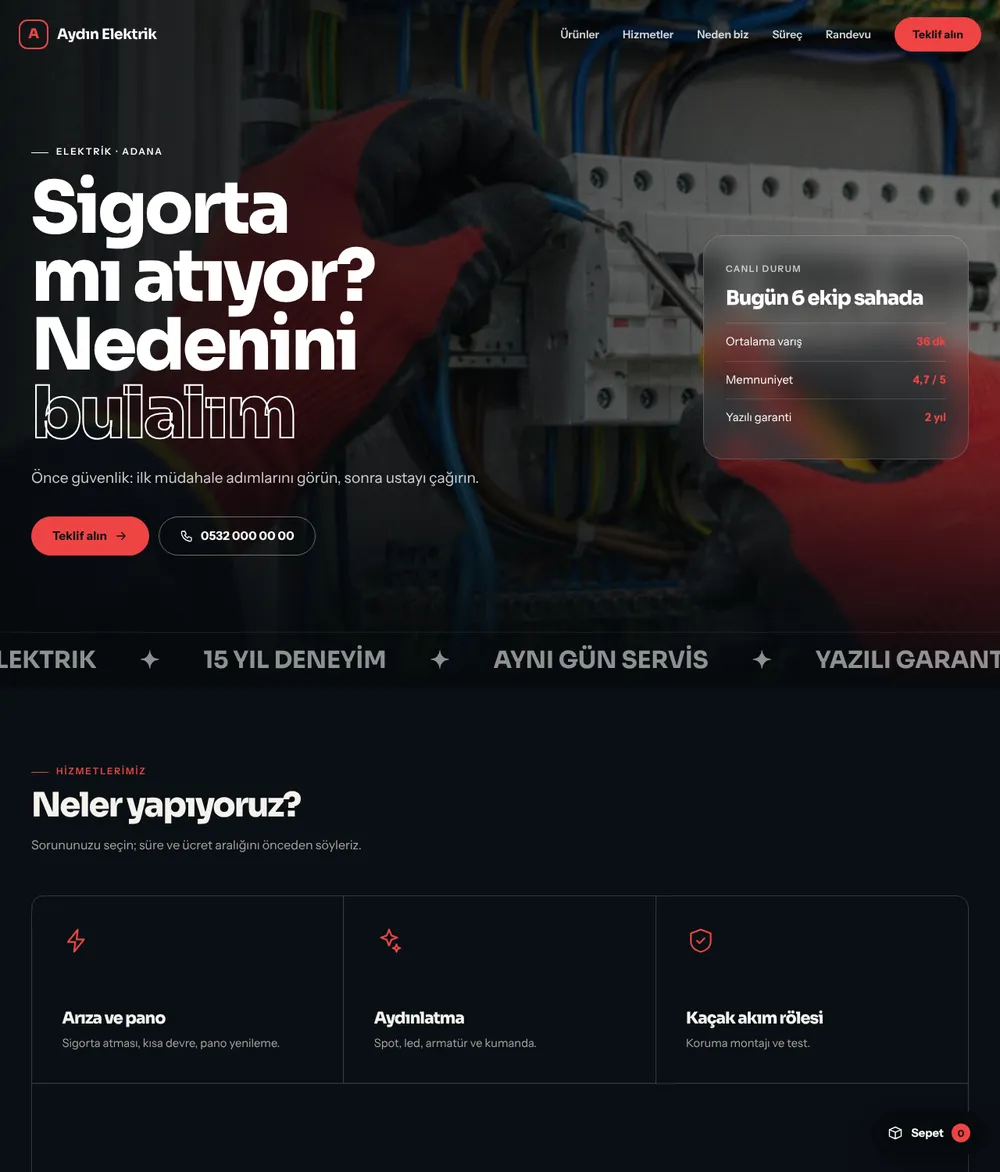 A Aydın Elektrik
Ürünler Hizmetler Neden biz Süreç Randevu Teklif alın
ELEKTRİK · ADANA
Sigorta
mı atıyor?
Nedenini
bulalım
Önce güvenlik: ilk müdahale adımlarını görün, sonra ustayı çağırın.
Teklif alın → 0532 000 00 00
CANLI DURUM
Bugün 6 ekip sahada
Ortalama varış 36 dk
Memnuniyet 4,7 / 5
Yazılı garanti 2 yıl
LEKTRIK ✦ 15 YIL DENEYİM ✦ AYNI GÜN SERVİS ✦ YAZILI GARANT
HİZMETLERİMİZ
Neler yapıyoruz?
Sorununuzu seçin; süre ve ücret aralığını önceden söyleriz.
Arıza ve pano
Sigorta atması, kısa devre, pano yenileme.
Aydınlatma
Spot, led, armatür ve kumanda.
Kaçak akım rölesi
Koruma montajı ve test.
Sepet 0